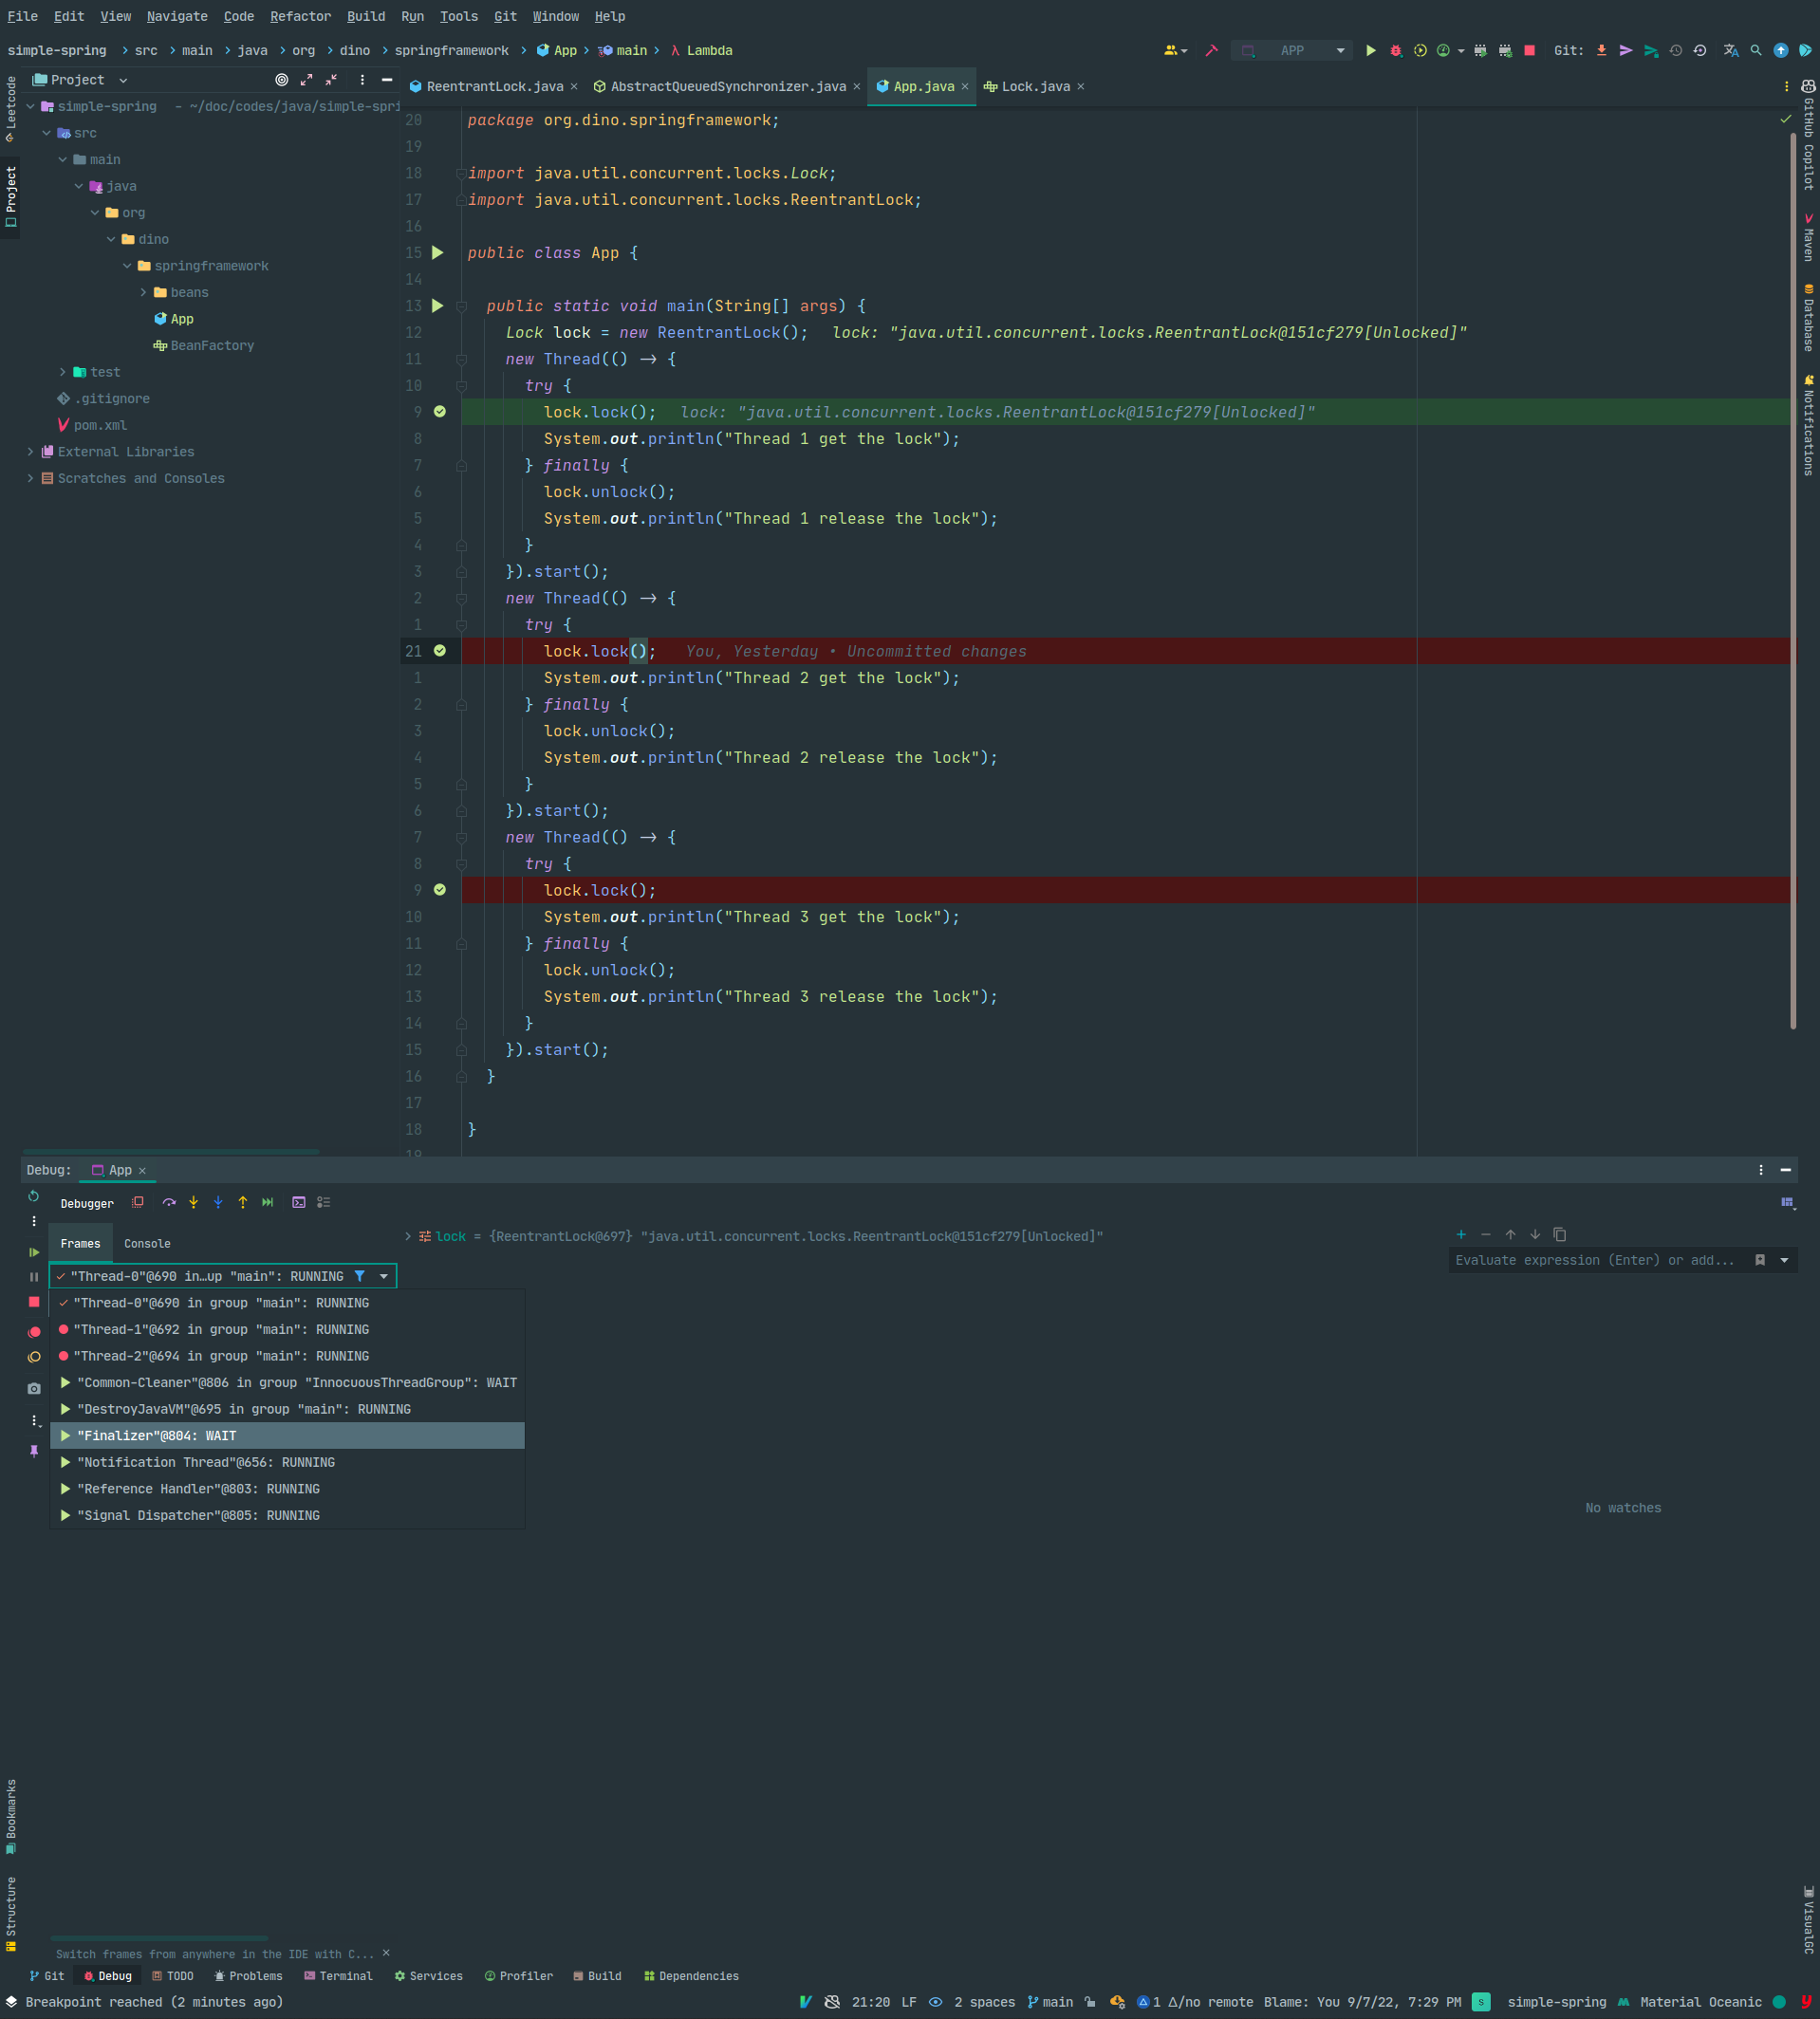 File Edit View Navigate Code Refactor Build Run Tools Git Window Help
simple-spring > src > main > java > org > dino > springframework > App > main > λ Lambda
APP
Git:
Leetcode
Project
Bookmarks
Structure
Project
simple-spring - ~/doc/codes/java/simple-spri
src
main
java
org
dino
springframework
beans
App
BeanFactory
test
.gitignore
pom.xml
External Libraries
Scratches and Consoles
ReentrantLock.java × AbstractQueuedSynchronizer.java × App.java × Lock.java ×
20 package org.dino.springframework;
19
18 import java.util.concurrent.locks.Lock;
17 import java.util.concurrent.locks.ReentrantLock;
16
15 public class App {
14
13 public static void main(String[] args) {
12 Lock lock = new ReentrantLock(); lock: "java.util.concurrent.locks.ReentrantLock@151cf279[Unlocked]"
11 new Thread(() → {
10 try {
9 lock.lock(); lock: "java.util.concurrent.locks.ReentrantLock@151cf279[Unlocked]"
8 System.out.println("Thread 1 get the lock");
7 } finally {
6 lock.unlock();
5 System.out.println("Thread 1 release the lock");
4 }
3 }).start();
2 new Thread(() → {
1 try {
21 lock.lock(); You, Yesterday • Uncommitted changes
1 System.out.println("Thread 2 get the lock");
2 } finally {
3 lock.unlock();
4 System.out.println("Thread 2 release the lock");
5 }
6 }).start();
7 new Thread(() → {
8 try {
9 lock.lock();
10 System.out.println("Thread 3 get the lock");
11 } finally {
12 lock.unlock();
13 System.out.println("Thread 3 release the lock");
14 }
15 }).start();
16 }
17
18 }
19
GitHub Copilot
Maven
Database
Notifications
VisualGC
Debug: App ×
Debugger
Frames Console
"Thread-0"@690 in...up "main": RUNNING
"Thread-0"@690 in group "main": RUNNING
"Thread-1"@692 in group "main": RUNNING
"Thread-2"@694 in group "main": RUNNING
"Common-Cleaner"@806 in group "InnocuousThreadGroup": WAIT
"DestroyJavaVM"@695 in group "main": RUNNING
"Finalizer"@804: WAIT
"Notification Thread"@656: RUNNING
"Reference Handler"@803: RUNNING
"Signal Dispatcher"@805: RUNNING
lock = {ReentrantLock@697} "java.util.concurrent.locks.ReentrantLock@151cf279[Unlocked]"
Evaluate expression (Enter) or add...
No watches
Switch frames from anywhere in the IDE with C... ×
Git Debug TODO Problems Terminal Services Profiler Build Dependencies
Breakpoint reached (2 minutes ago)
21:20 LF 2 spaces main 1 Δ/no remote Blame: You 9/7/22, 7:29 PM S simple-spring Material Oceanic